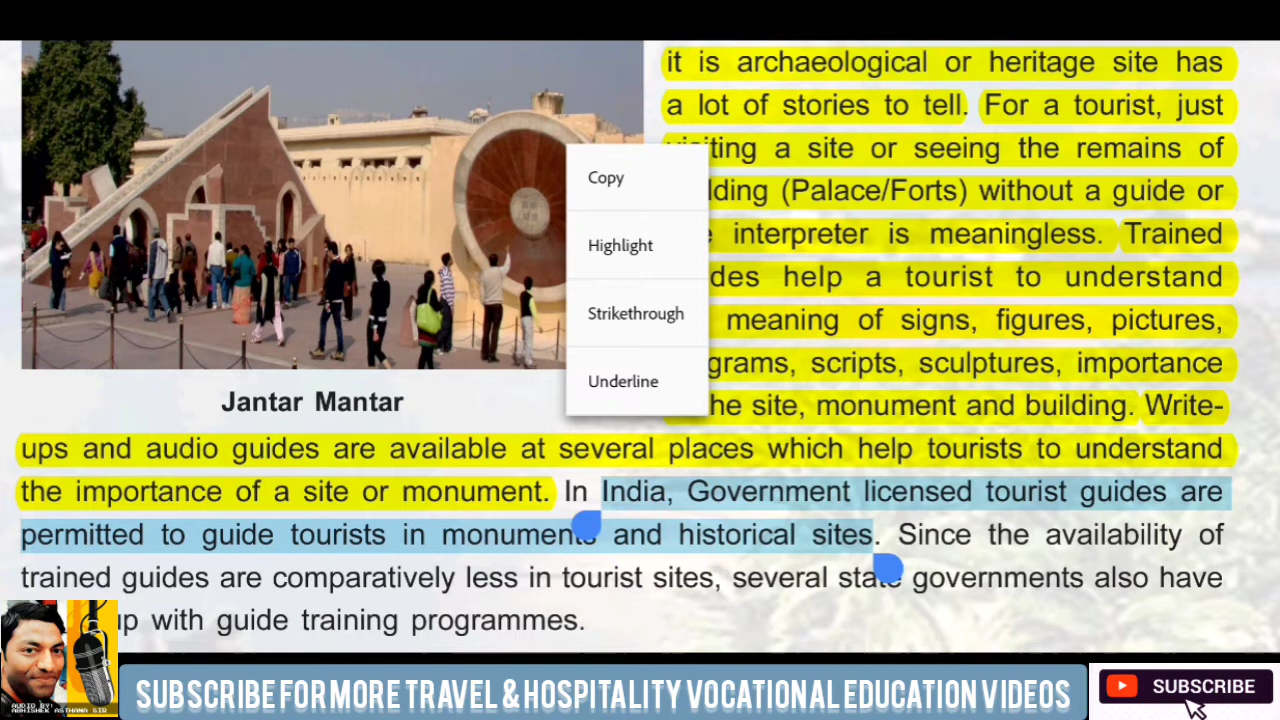 it is archaeological or heritage site has
a lot of stories to tell. For a tourist, just
a site or seeing the remains of
(Palace/Forts) without a guide or
interpreter is meaningless. Trained
help a tourist to understand
meaning of signs, figures, pictures,
scripts, sculptures, importance
site, monument and building. Write-
Copy
Highlight
Strikethrough
Underline
Jantar Mantar
ups and audio guides are available at several places which help tourists to understand
the importance of a site or monument. In India, Government licensed tourist guides are
permitted to guide tourists in monuments and historical sites. Since the availability of
trained guides are comparatively less in tourist sites, several state governments also have
up with guide training programmes.
AUDIO BY:
ABHISHEK ASTHANA SIR
SUBSCRIBE FOR MORE TRAVEL & HOSPITALITY VOCATIONAL EDUCATION VIDEOS
SUBSCRIBE